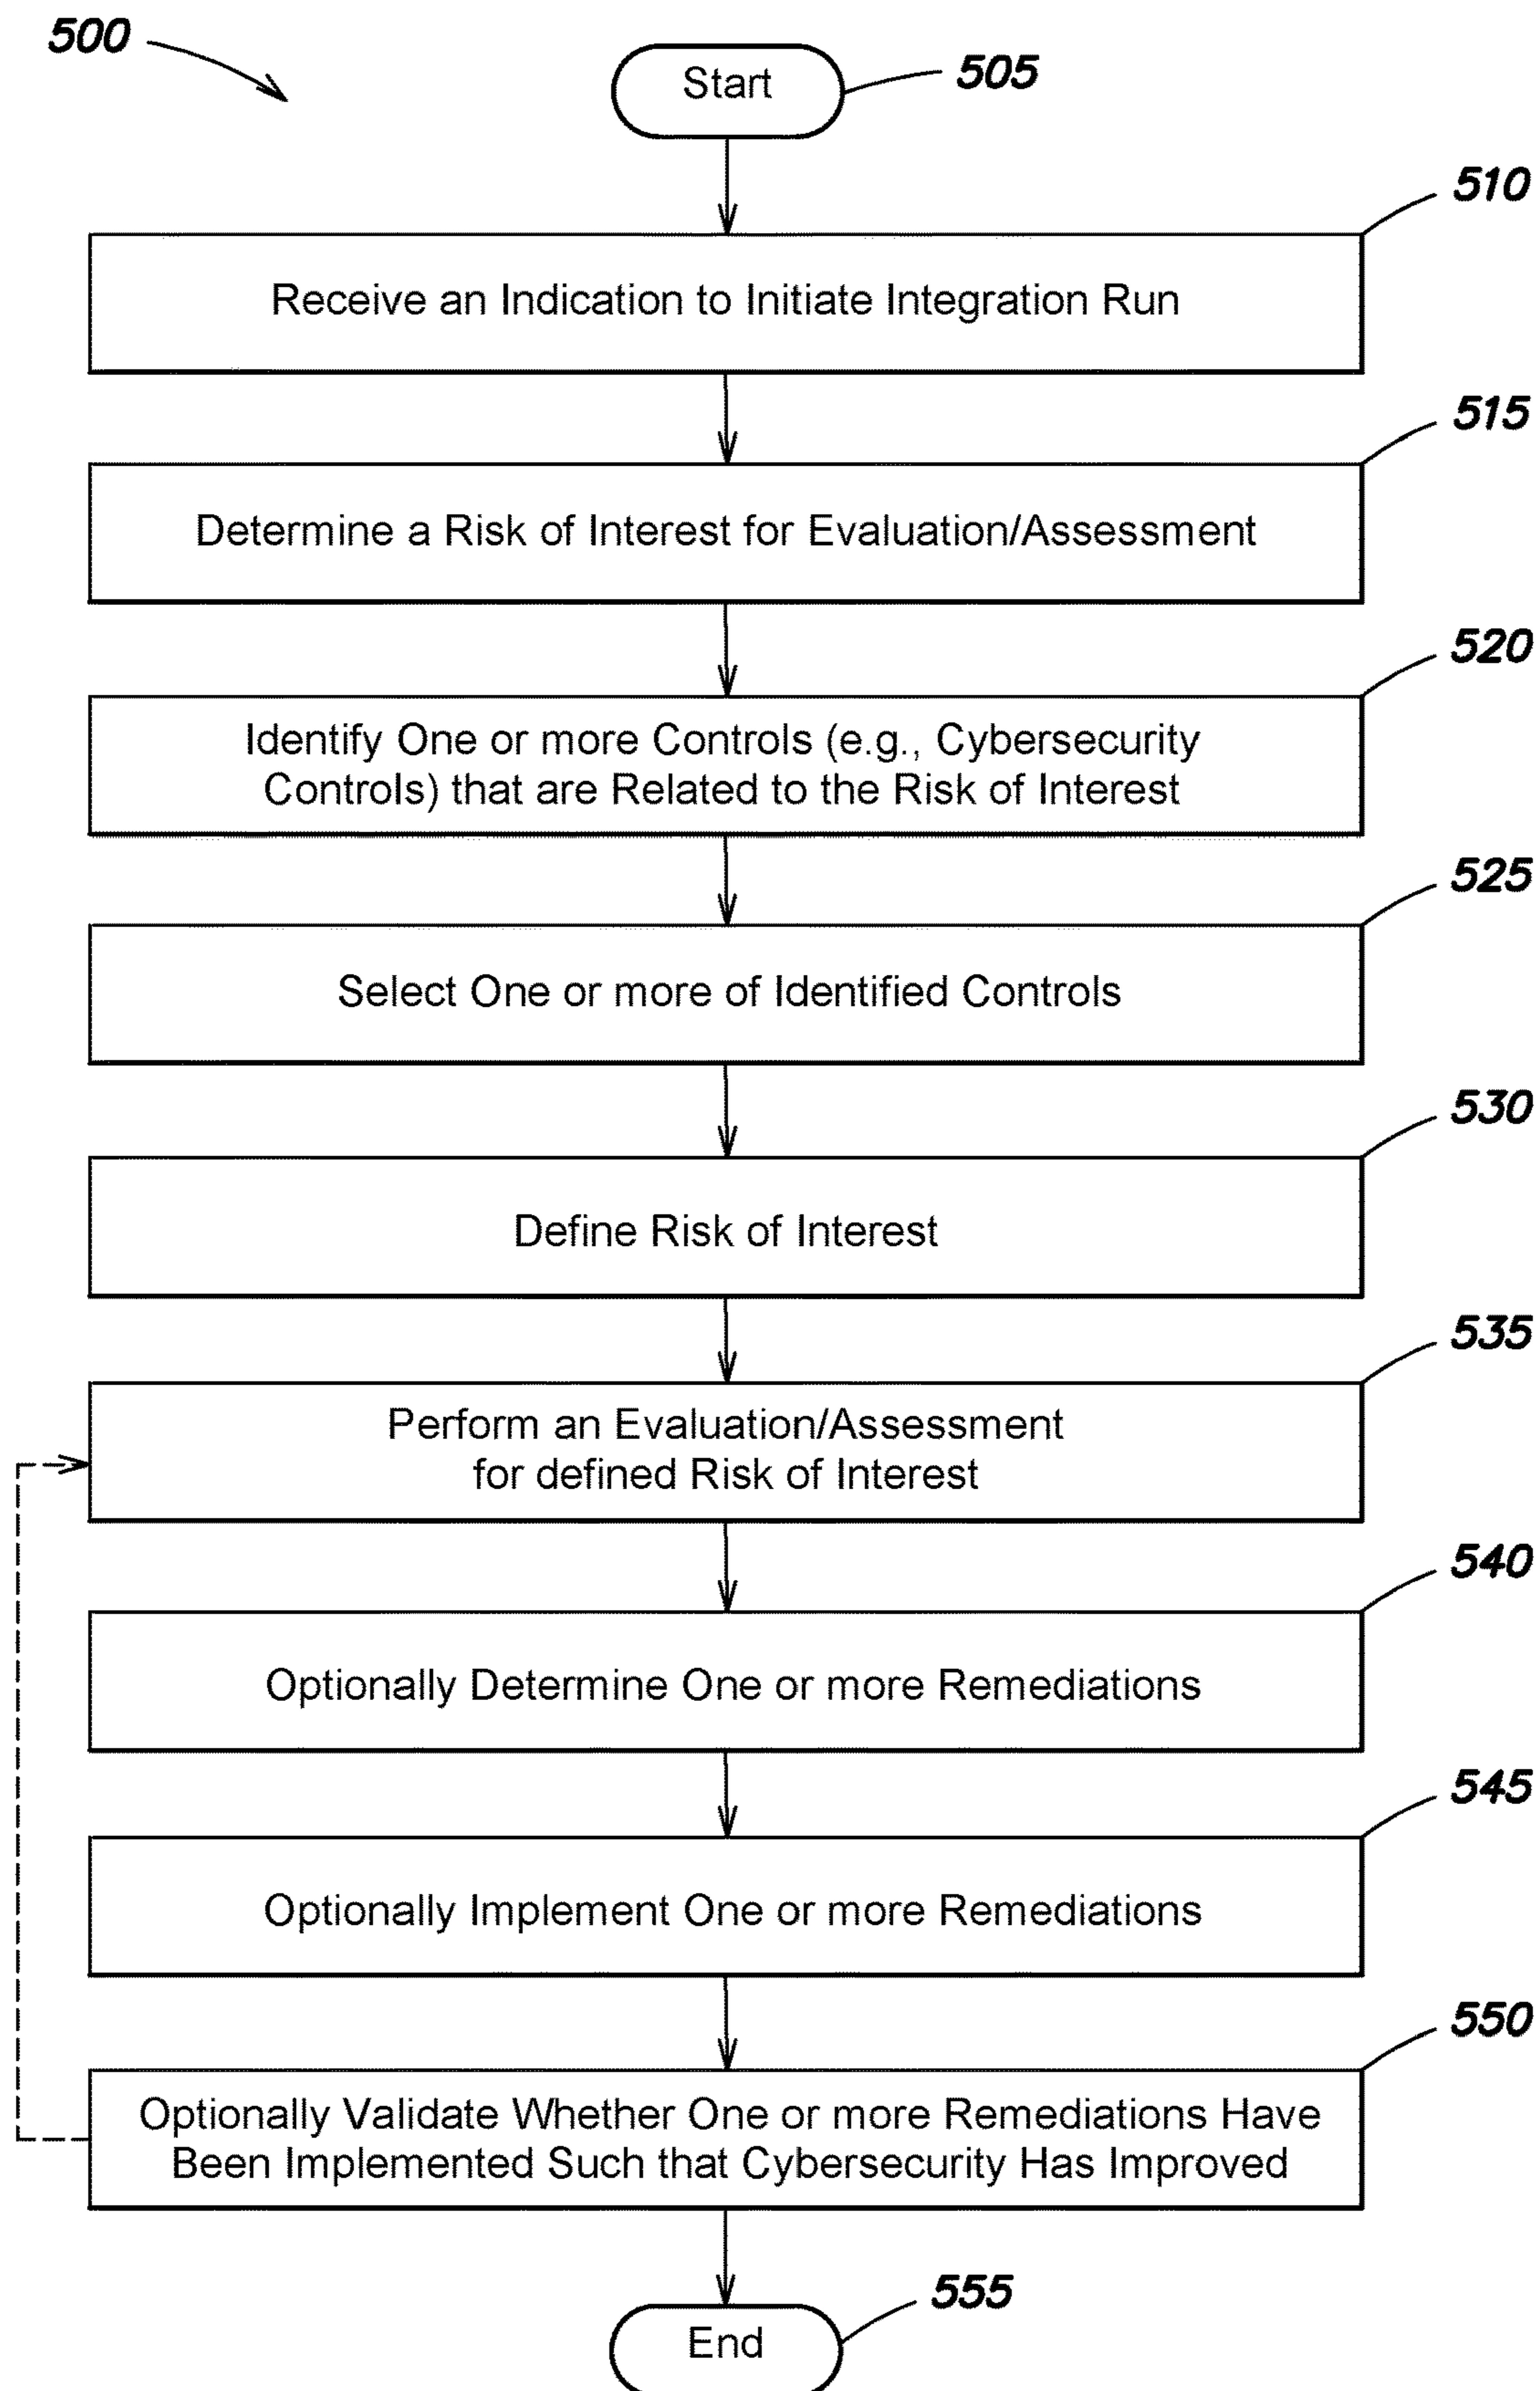 500
Start
505
510
Receive an Indication to Initiate Integration Run
515
Determine a Risk of Interest for Evaluation/Assessment
520
Identify One or more Controls (e.g., Cybersecurity
Controls) that are Related to the Risk of Interest
525
Select One or more of Identified Controls
530
Define Risk of Interest
535
Perform an Evaluation/Assessment
for defined Risk of Interest
540
Optionally Determine One or more Remediations
545
Optionally Implement One or more Remediations
550
Optionally Validate Whether One or more Remediations Have
Been Implemented Such that Cybersecurity Has Improved
555
End